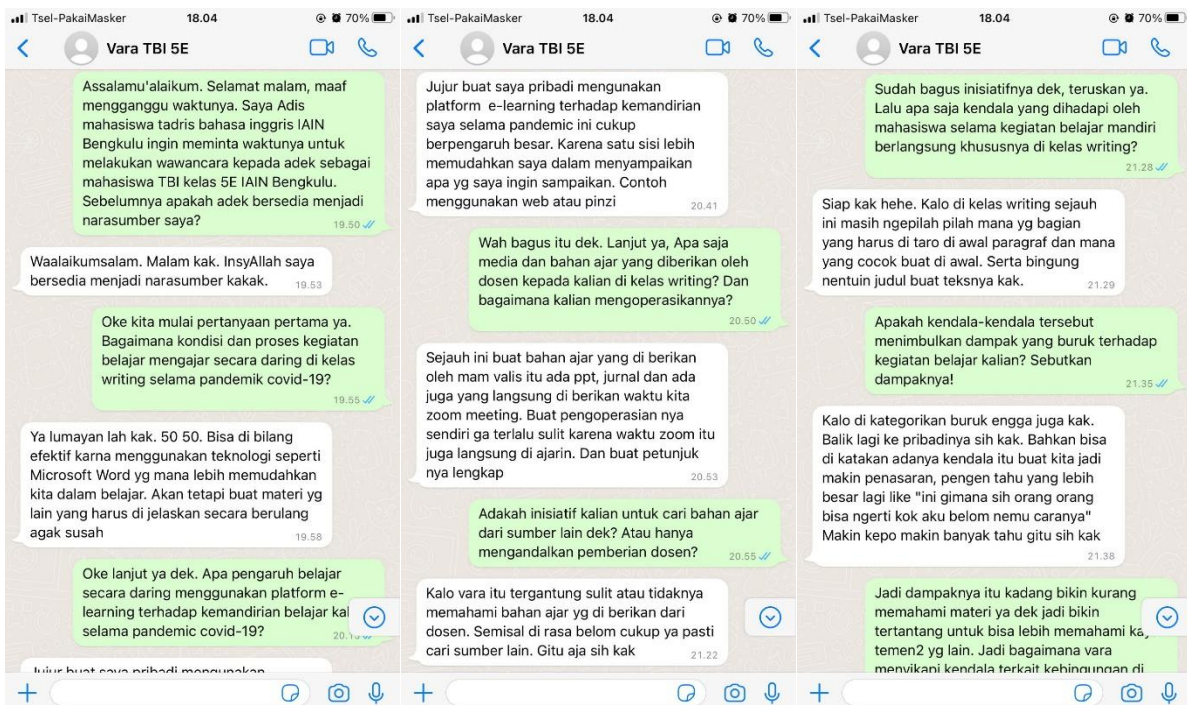 Tsel-PakaiMasker 18.04 70%
Vara TBI 5E
Assalamu'alaikum. Selamat malam, maaf
mengganggu waktunya. Saya Adis
mahasiswa tadris bahasa inggris IAIN
Bengkulu ingin meminta waktunya untuk
melakukan wawancara kepada adek sebagai
mahasiswa TBI kelas 5E IAIN Bengkulu.
Sebelumnya apakah adek bersedia menjadi
narasumber saya?
19.50
Waalaikumsalam. Malam kak. InsyAllah saya
bersedia menjadi narasumber kakak.
19.53
Oke kita mulai pertanyaan pertama ya.
Bagaimana kondisi dan proses kegiatan
belajar mengajar secara daring di kelas
writing selama pandemik covid-19?
19.55
Ya lumayan lah kak. 50 50. Bisa di bilang
efektif karna menggunakan teknologi seperti
Microsoft Word yg mana lebih memudahkan
kita dalam belajar. Akan tetapi buat materi yg
lain yang harus di jelaskan secara berulang
agak susah
19.58
Oke lanjut ya dek. Apa pengaruh belajar
secara daring menggunakan platform e-
learning terhadap kemandirian belajar
selama pandemic covid-19?
Jujur buat saya pribadi mengunakan
Tsel-PakaiMasker 18.04 70%
Vara TBI 5E
Jujur buat saya pribadi mengunakan
platform e-learning terhadap kemandirian
saya selama pandemic ini cukup
berpengaruh besar. Karena satu sisi lebih
memudahkan saya dalam menyampaikan
apa yg saya ingin sampaikan. Contoh
menggunakan web atau pinzi
20.41
Wah bagus itu dek. Lanjut ya, Apa saja
media dan bahan ajar yang diberikan oleh
dosen kepada kalian di kelas writing? Dan
bagaimana kalian mengoperasikannya?
20.50
Sejauh ini buat bahan ajar yang di berikan
oleh mam valis itu ada ppt, jurnal dan ada
juga yang langsung di berikan waktu kita
zoom meeting. Buat pengoperasian nya
sendiri ga terlalu sulit karena waktu zoom itu
juga langsung di ajarin. Dan buat petunjuk
nya lengkap
20.53
Adakah inisiatif kalian untuk cari bahan ajar
dari sumber lain dek? Atau hanya
mengandalkan pemberian dosen?
20.55
Kalo vara itu tergantung sulit atau tidaknya
memahami bahan ajar yg di berikan dari
dosen. Semisal di rasa belom cukup ya pasti
cari sumber lain. Gitu aja sih kak
21.22
Tsel-PakaiMasker 18.04 70%
Vara TBI 5E
Sudah bagus inisiatifnya dek, teruskan ya.
Lalu apa saja kendala yang dihadapi oleh
mahasiswa selama kegiatan belajar mandiri
berlangsung khususnya di kelas writing?
21.28
Siap kak hehe. Kalo di kelas writing sejauh
ini masih ngepilah pilah mana yg bagian
yang harus di taro di awal paragraf dan mana
yang cocok buat di awal. Serta bingung
nentuin judul buat teksnya kak.
21.29
Apakah kendala-kendala tersebut
menimbulkan dampak yang buruk terhadap
kegiatan belajar kalian? Sebutkan
dampaknya!
21.35
Kalo di kategorikan buruk engga juga kak.
Balik lagi ke pribadinya sih kak. Bahkan bisa
di katakan adanya kendala itu buat kita jadi
makin penasaran, pengen tahu yang lebih
besar lagi like "ini gimana sih orang orang
bisa ngerti kok aku belom nemu caranya"
Makin kepo makin banyak tahu gitu sih kak
21.38
Jadi dampaknya itu kadang bikin kurang
memahami materi ya dek jadi bikin
tertantang untuk bisa lebih memahami
temen2 yg lain. Jadi bagaimana vara
menyikapi kendala terkait kebingungan di